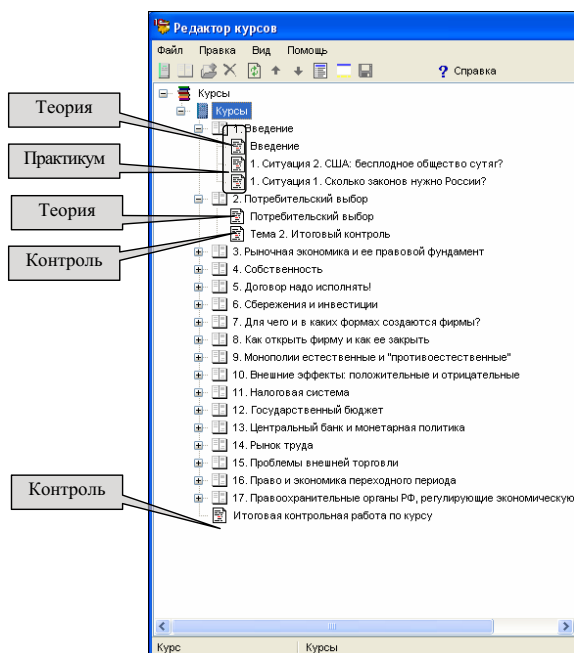 Редактор курсов
Файл Правка Вид Помощь
? Справка
Курсы
Курсы
Теория
1. Введение
Введение
Практикум
1. Ситуация 2. США: бесплодное общество сутяг?
1. Ситуация 1. Сколько законов нужно России?
Теория
2. Потребительский выбор
Потребительский выбор
Контроль
Тема 2. Итоговый контроль
3. Рыночная экономика и ее правовой фундамент
4. Собственность
5. Договор надо исполнять!
6. Сбережения и инвестиции
7. Для чего и в каких формах создаются фирмы?
8. Как открыть фирму и как ее закрыть
9. Монополии естественные и "противоестественные"
10. Внешние эффекты: положительные и отрицательные
11. Налоговая система
12. Государственный бюджет
13. Центральный банк и монетарная политика
14. Рынок труда
15. Проблемы внешней торговли
16. Право и экономика переходного периода
Контроль
17. Правоохранительные органы РФ, регулирующие экономическую
Итоговая контрольная работа по курсу
Курс Курсы